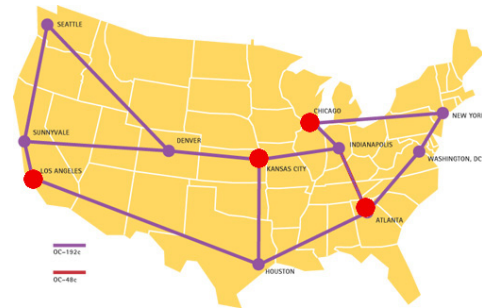 SEATTLE
CHICAGO
NEW YORK
SUNNYVALE
DENVER
INDIANAPOLIS
WASHINGTON, DC
KANSAS CITY
LOS ANGELES
ATLANTA
OC-192c
HOUSTON
OC-48c